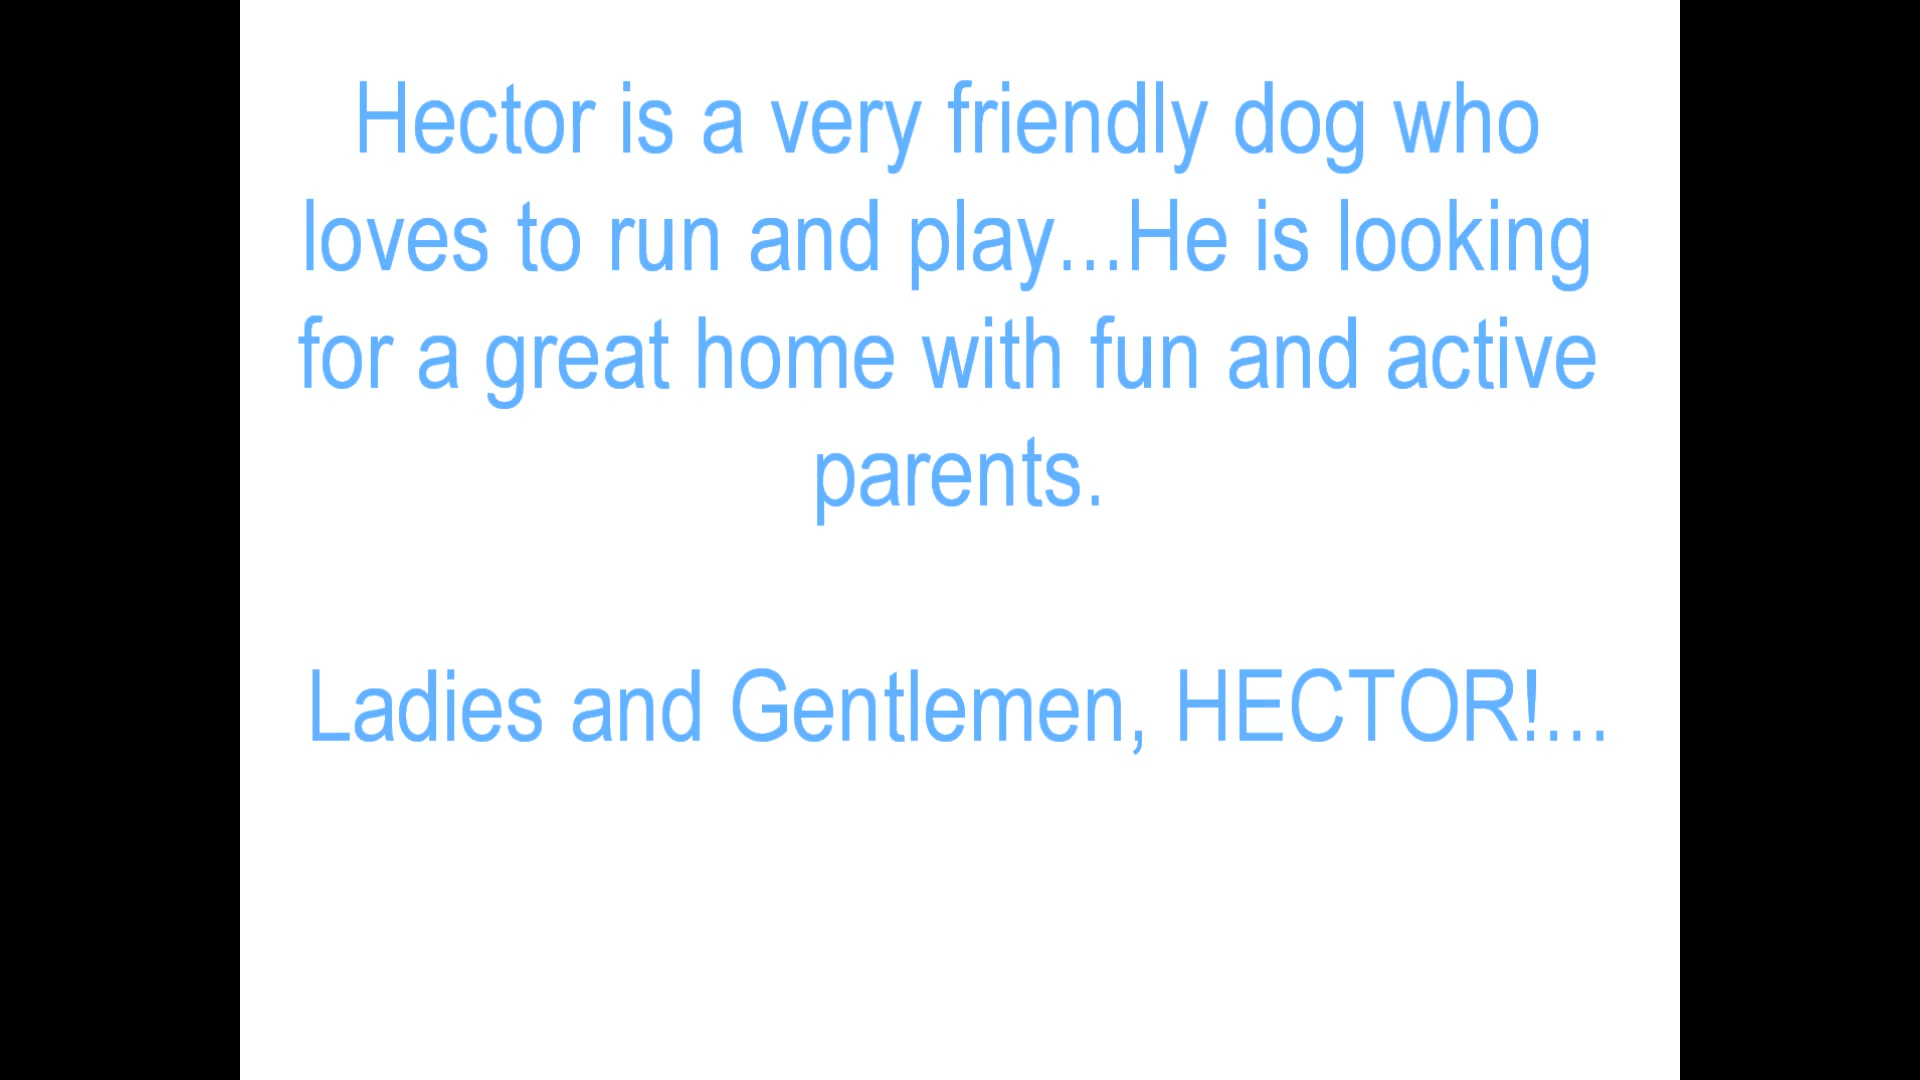 Hector is a very friendly dog who
loves to run and play...He is looking
for a great home with fun and active
parents.
Ladies and Gentlemen, HECTOR!...